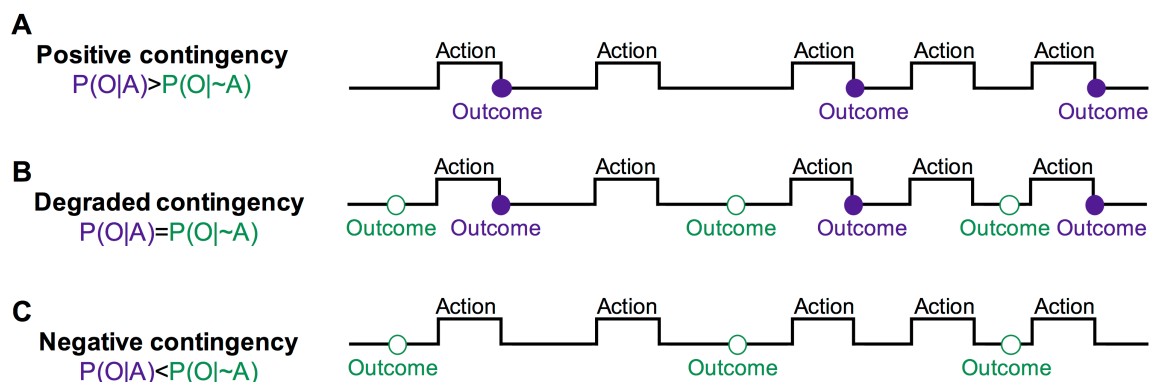 A
Positive contingency
P(O|A)>P(O|~A)
Action Action Action Action Action
Outcome Outcome Outcome
B
Degraded contingency
P(O|A)=P(O|~A)
Action Action Action Action Action
Outcome Outcome Outcome Outcome Outcome Outcome
C
Negative contingency
P(O|A)<P(O|~A)
Action Action Action Action Action
Outcome Outcome Outcome